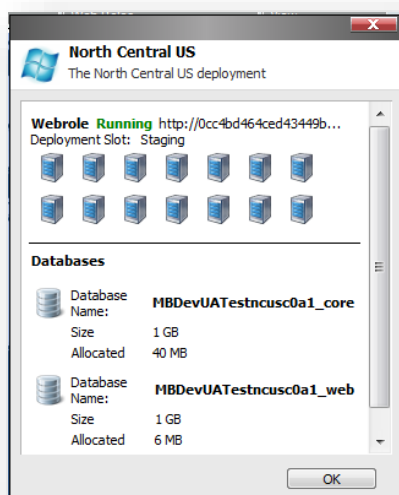 North Central US
The North Central US deployment
Webrole Running http://0cc4bd464ced43449b...
Deployment Slot: Staging
Databases
Database Name: MBDevUATestncusc0a1_core
Size 1 GB
Allocated 40 MB
Database Name: MBDevUATestncusc0a1_web
Size 1 GB
Allocated 6 MB
OK